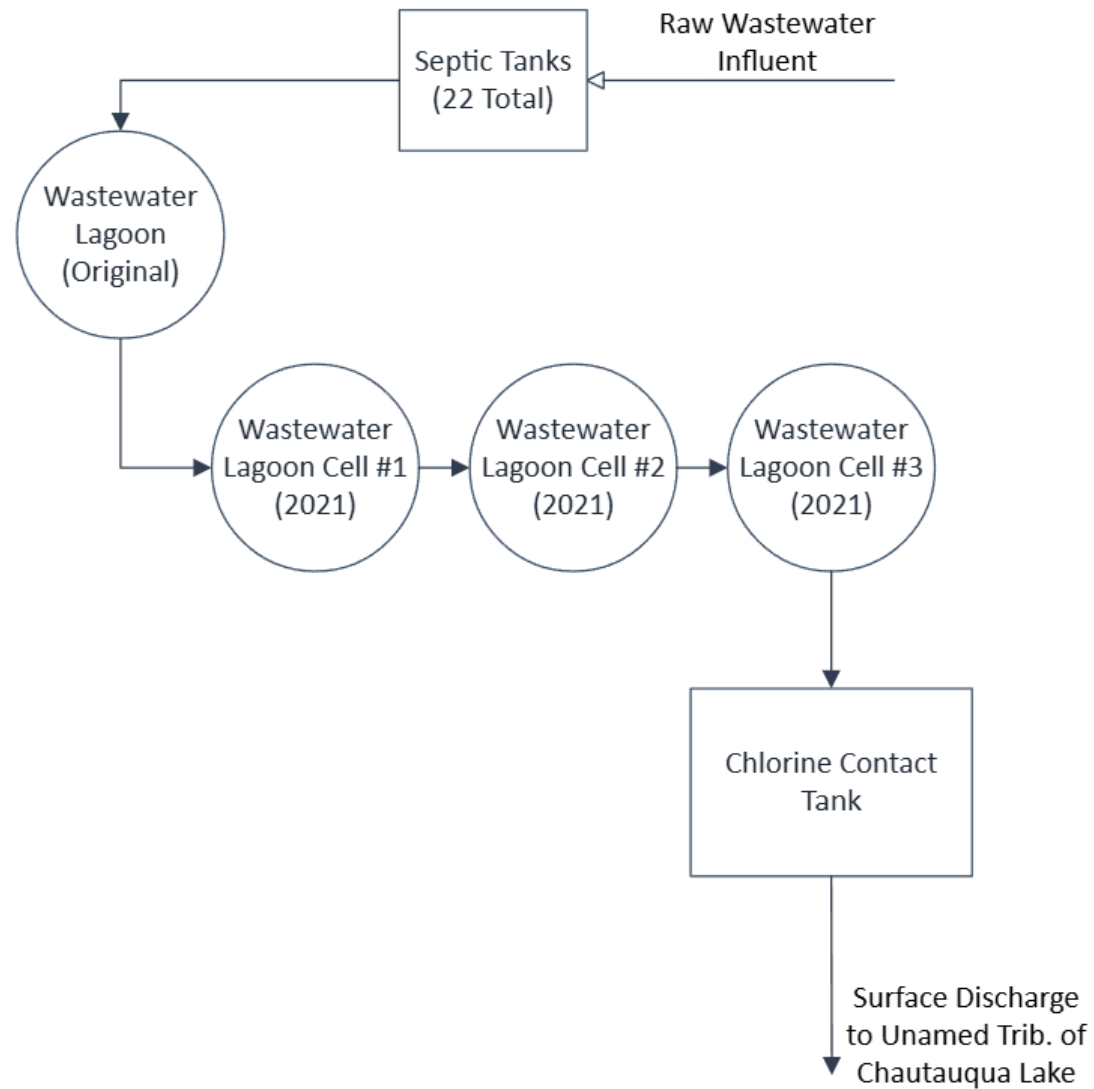 Raw Wastewater
Influent
Septic Tanks
(22 Total)
Wastewater
Lagoon
(Original)
Wastewater
Lagoon Cell #1
(2021)
Wastewater
Lagoon Cell #2
(2021)
Wastewater
Lagoon Cell #3
(2021)
Chlorine Contact
Tank
Surface Discharge
to Unamed Trib. of
Chautauqua Lake